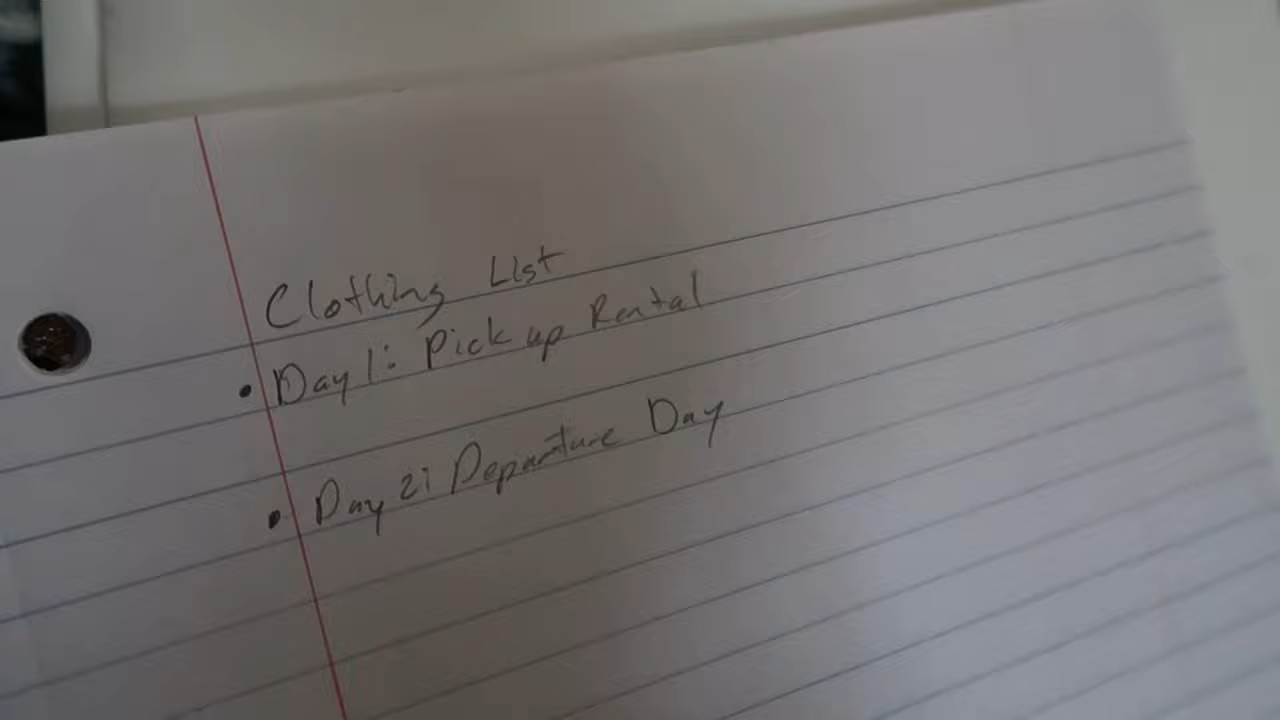 Clothing List
• Day 1: Pick up Rental
• Day 2: Departure Day